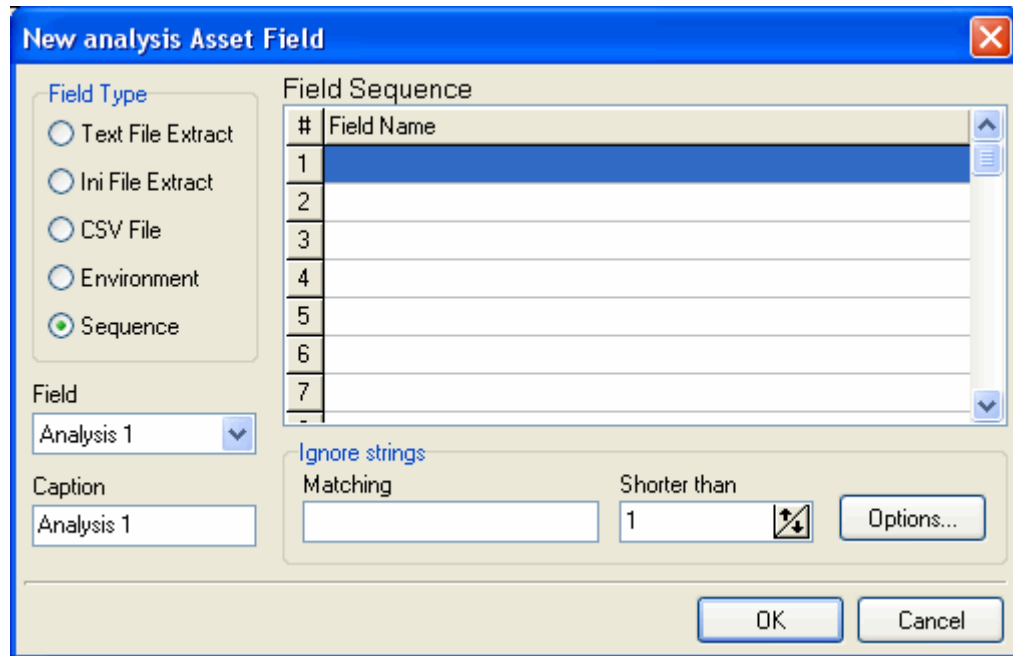 New analysis Asset Field
Field Type
Text File Extract
Ini File Extract
CSV File
Environment
Sequence
Field
Analysis 1
Caption
Analysis 1
Field Sequence
# Field Name
1
2
3
4
5
6
7
Ignore strings
Matching
Shorter than
1
Options...
OK
Cancel